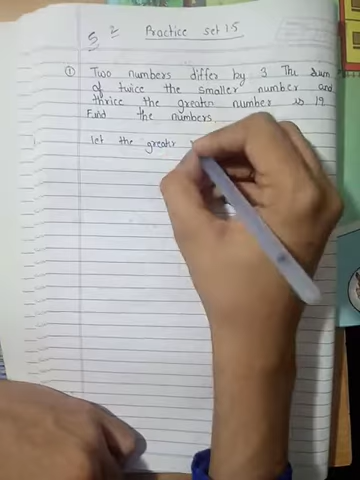 Practice set 1.5
① Two numbers differ by 3 The sum
of twice the smaller number and
thrice the greater number is 19
Find the numbers.
let the greater